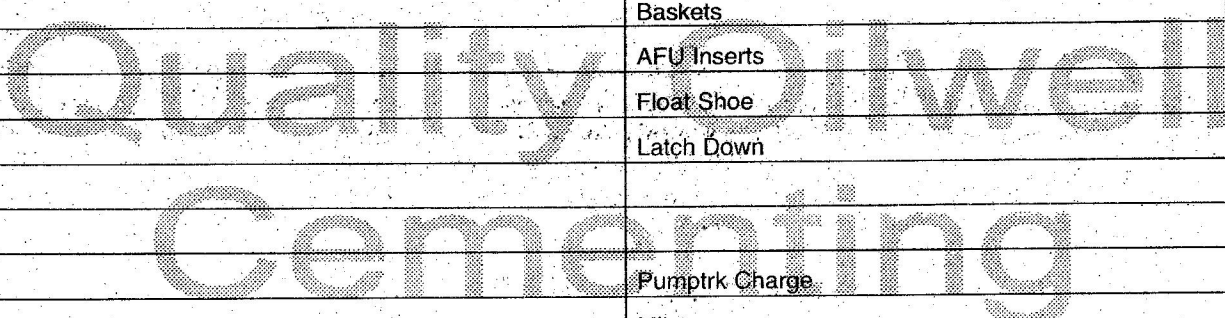 Baskets
Quality Oilwell
AFU Inserts
Float Shoe
Latch Down
Cementing
Pumptrk Charge